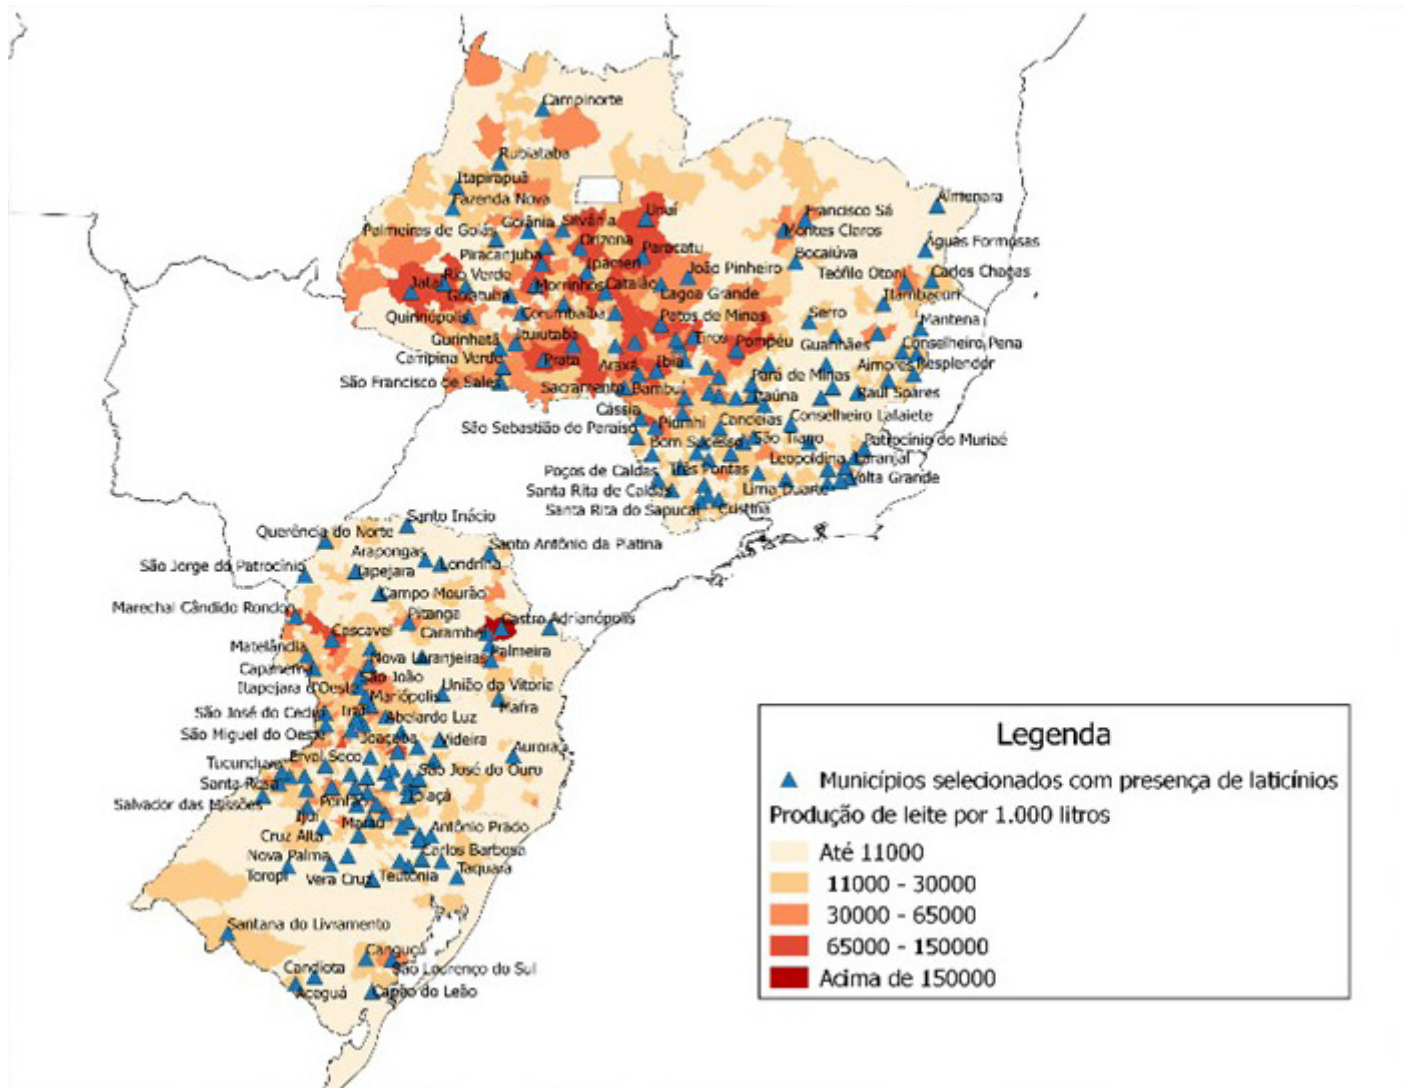 Campinorte
Rubiataba
Itapirapuã
Fazenda Nova
Almenara
Unaí
Francisco Sá
Goiânia
Silvânia
Palmeiras de Goiás
Montes Claros
Orizona
Águas Formosas
Paracatu
Piracanjuba
Bocaiúva
Ipameri
João Pinheiro
Teófilo Otoni
Carlos Chagas
Rio Verde
Jataí
Morrinhos
Catalão
Goiatuba
Lagoa Grande
Itambacuri
Quirinópolis
Corumbaíba
Patos de Minas
Serro
Mantena
Gurinhatã
Ituiutaba
Tiros
Pompéu
Guanhães
Conselheiro Pena
Campina Verde
Prata
Araxá
Ibiá
Aimorés
Resplendor
São Francisco de Sales
Sacramento
Bambuí
Pará de Minas
Itaúna
Raul Soares
Cássia
Piumhi
Candeias
Conselheiro Lafaiete
São Sebastião do Paraíso
Bom Sucesso
São Tiago
Patrocínio do Muriaé
Leopoldina
Laranjal
Poços de Caldas
Três Pontas
Volta Grande
Santa Rita de Caldas
Lima Duarte
Santa Rita do Sapucaí
Cristina
Santo Inácio
Querência do Norte
Arapongas
Santo Antônio da Platina
São Jorge do Patrocínio
Tapejara
Londrina
Campo Mourão
Marechal Cândido Rondon
Pitanga
Castro
Adrianópolis
Cascavel
Carambeí
Matelândia
Nova Laranjeiras
Palmeira
Capanema
São João
Itapejara d'Oeste
Mariópolis
União da Vitória
Mafra
São José do Cedro
Irati
Abelardo Luz
São Miguel do Oeste
Joaçaba
Videira
Aurora
Tucunduva
Erval Seco
São José do Ouro
Santa Rosa
Salvador das Missões
Pontão
Ibiaçá
Ijuí
Marau
Cruz Alta
Antônio Prado
Nova Palma
Carlos Barbosa
Toropi
Vera Cruz
Teutônia
Taquara
Santana do Livramento
Canguçu
Candiota
São Lourenço do Sul
Aceguá
Capão do Leão
Legenda
Municípios selecionados com presença de laticínios
Produção de leite por 1.000 litros
Até 11000
11000 - 30000
30000 - 65000
65000 - 150000
Acima de 150000